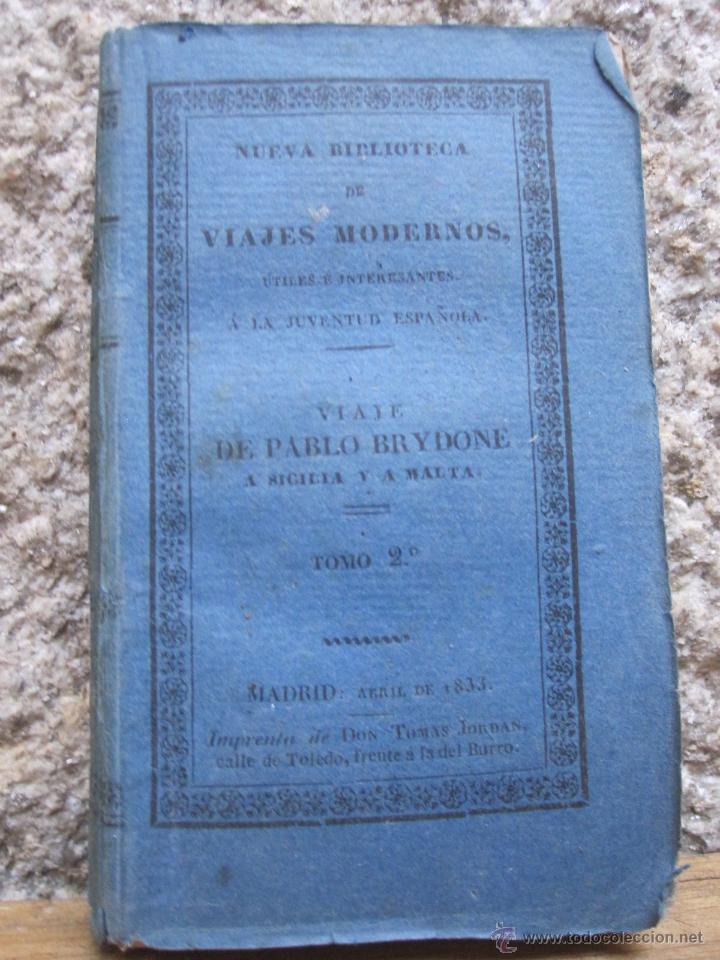 NUEVA BIBLIOTECA
DE
VIAJES MODERNOS,
ÚTILES É INTERESANTES
Á LA JUVENTUD ESPAÑOLA.
VIAJE
DE PABLO BRYDONE
A SICILIA Y A MALTA.
TOMO 2.º
MADRID: ABRIL DE 1833.
Imprenta de DON TOMAS JORDAN,
calle de Toledo, frente á la del Burro.
© www.todocoleccion.net